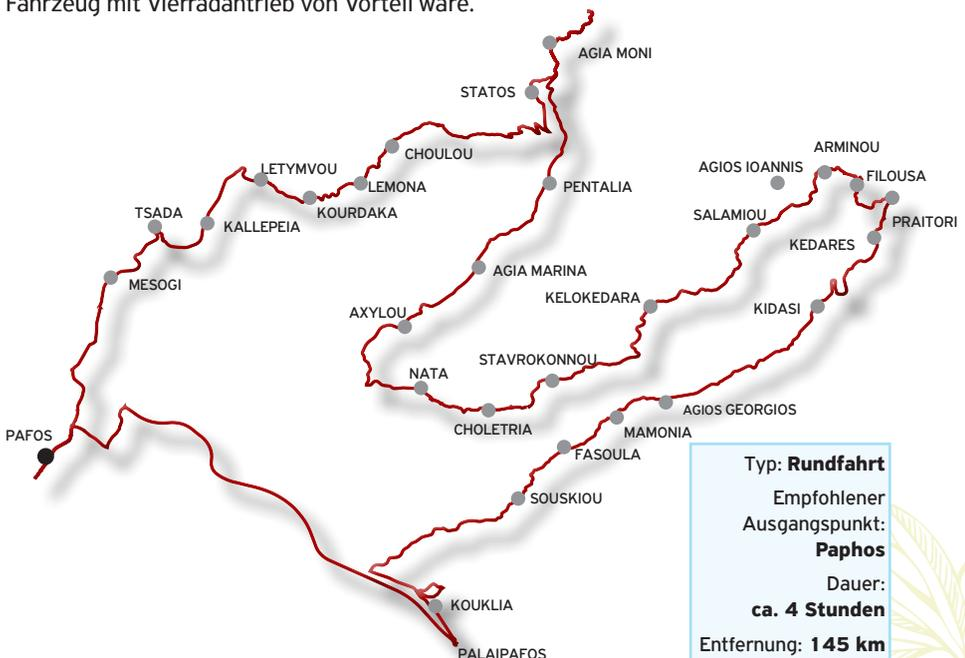 Fahrzeug mit Vierradantrieb von Vorteil wäre.
AGIA MONI
STATOS
CHOULOU
ARMINOU
AGIOS IOANNIS
FILOUSA
LETYMVOU
LEMONA
PENTALIA
KOURDAKA
TSADA
KALLEPEIA
SALAMIOU
PRAITORI
KEDARES
AGIA MARINA
MESOGI
KELOKEDARA
AXYLOU
KIDASI
STAVROKONNOU
NATA
AGIOS GEORGIOS
CHOLETRIA
MAMONIA
PAFOS
FASOULA
SOUSKIOU
KOUKLIA
PALAIPAFOS
Typ: Rundfahrt
Empfohlener
Ausgangspunkt:
Paphos
Dauer:
ca. 4 Stunden
Entfernung: 145 km